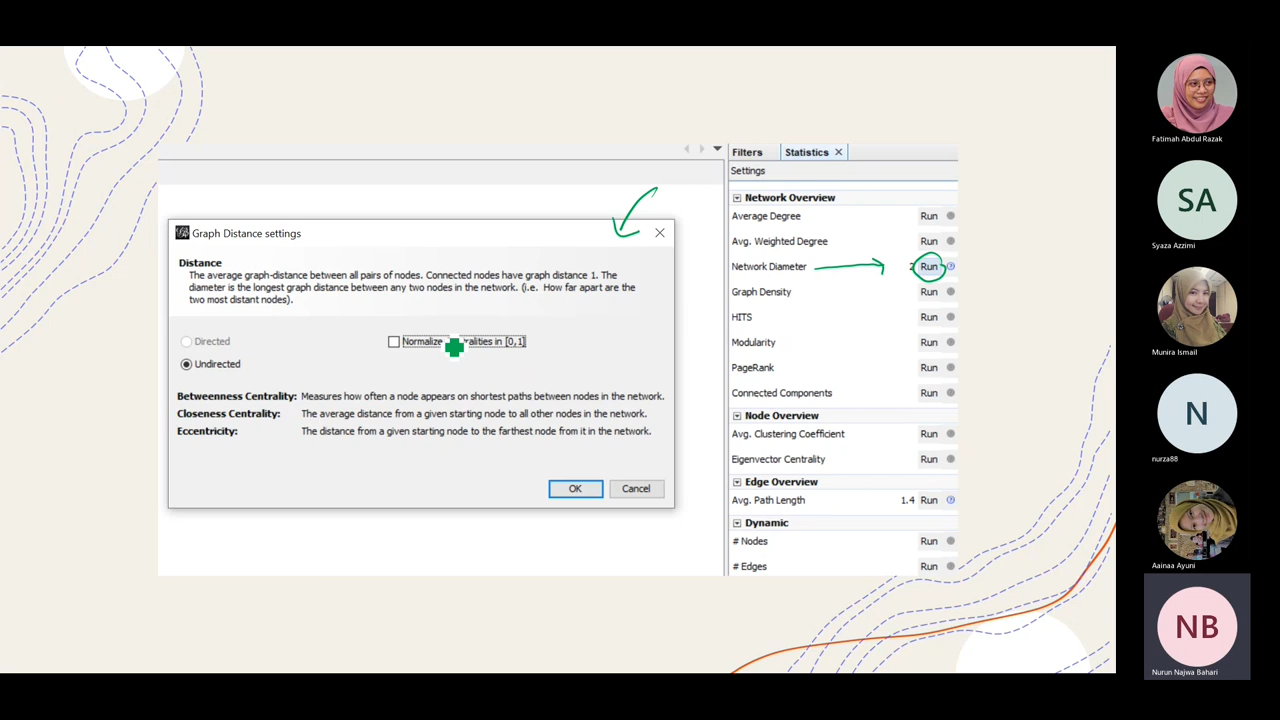 Filters
Statistics
Settings
Network Overview
Average Degree Run
Avg. Weighted Degree Run
Network Diameter 2 Run
Graph Density Run
HITS Run
Modularity Run
PageRank Run
Connected Components Run
Node Overview
Avg. Clustering Coefficient Run
Eigenvector Centrality Run
Edge Overview
Avg. Path Length 1.4 Run
Dynamic
# Nodes Run
# Edges Run
Graph Distance settings
Distance
The average graph-distance between all pairs of nodes. Connected nodes have graph distance 1. The
diameter is the longest graph distance between any two nodes in the network. (i.e. How far apart are the
two most distant nodes).
Directed
in [0,1]
Undirected
Betweenness Centrality: Measures how often a node appears on shortest paths between nodes in the network.
Closeness Centrality: The average distance from a given starting node to all other nodes in the network.
Eccentricity: The distance from a given starting node to the farthest node from it in the network.
OK
Cancel
Fatimah Abdul Razak
SA
Syaza Azzimi
Munira Ismail
N
nurza88
Aainaa Ayuni
NB
Nurun Najwa Bahari